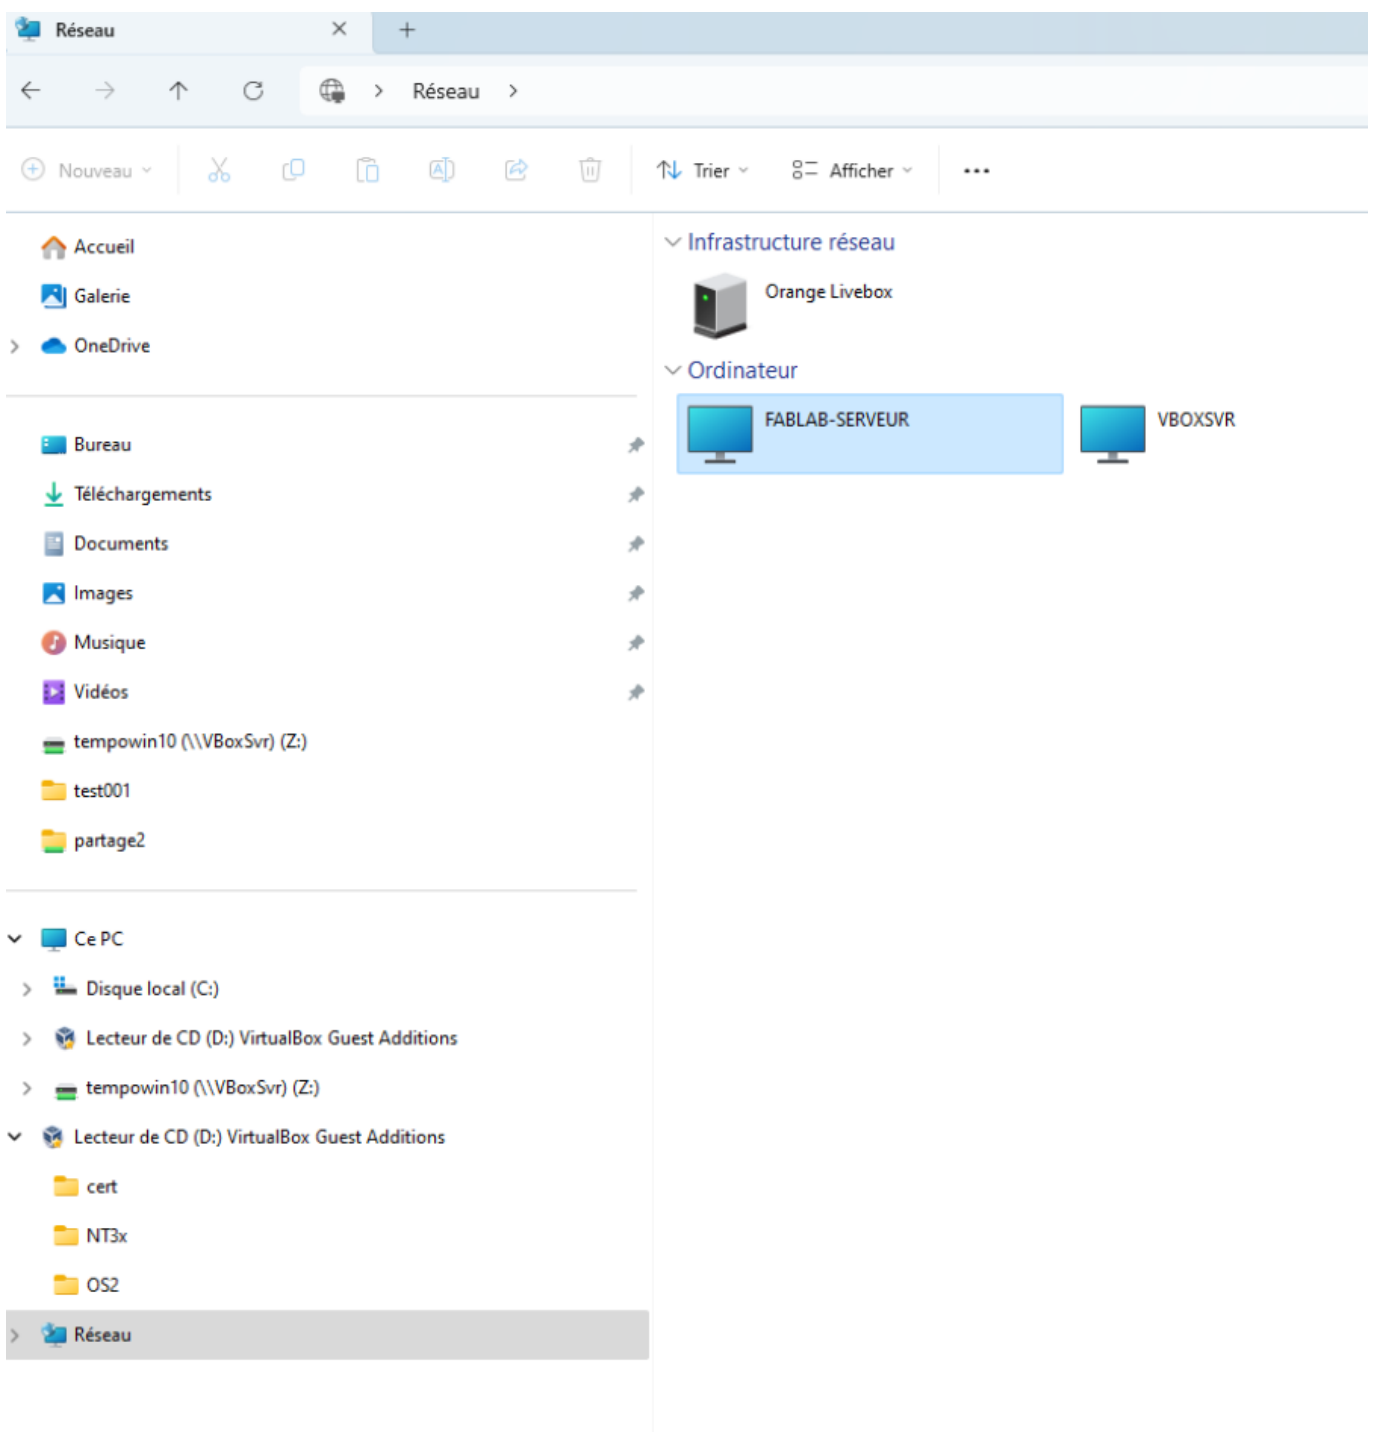 Réseau
Réseau
Nouveau
Trier
Afficher
Accueil
Galerie
OneDrive
Bureau
Téléchargements
Documents
Images
Musique
Vidéos
tempowin10 (\\VBoxSvr) (Z:)
test001
partage2
Ce PC
Disque local (C:)
Lecteur de CD (D:) VirtualBox Guest Additions
tempowin10 (\\VBoxSvr) (Z:)
Lecteur de CD (D:) VirtualBox Guest Additions
cert
NT3x
OS2
Réseau
Infrastructure réseau
Orange Livebox
Ordinateur
FABLAB-SERVEUR
VBOXSVR